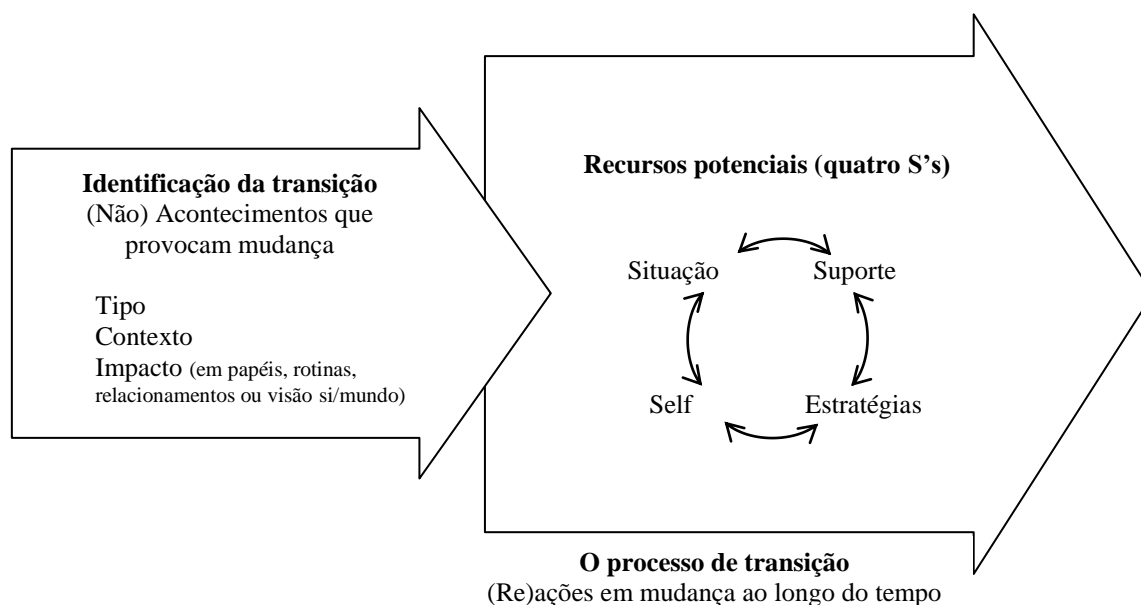 Identificação da transição
(Não) Acontecimentos que
provocam mudança
Tipo
Contexto
Impacto (em papéis, rotinas,
relacionamentos ou visão si/mundo)
Recursos potenciais (quatro S’s)
Situação
Suporte
Self
Estratégias
O processo de transição
(Re)ações em mudança ao longo do tempo